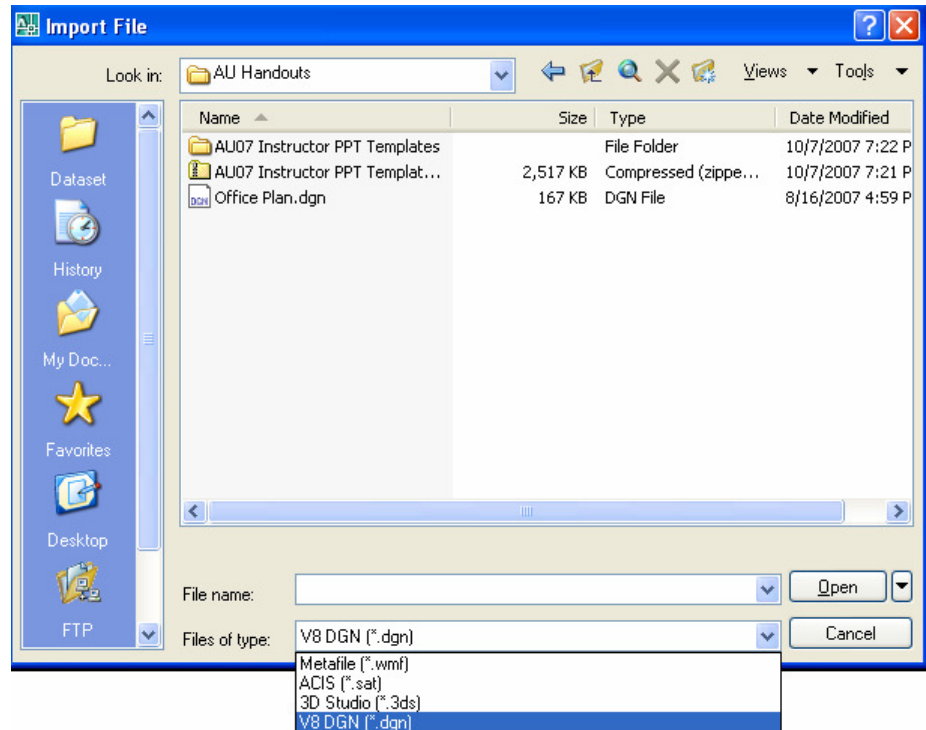 Import File
Look in: AU Handouts Views Tools
Name Size Type Date Modified
AU07 Instructor PPT Templates File Folder 10/7/2007 7:22 P
AU07 Instructor PPT Templat... 2,517 KB Compressed (zippe... 10/7/2007 7:21 P
DGN Office Plan.dgn 167 KB DGN File 8/16/2007 4:59 P
Dataset
History
My Doc...
Favorites
Desktop
FTP
File name: Open
Files of type: V8 DGN (*.dgn) Cancel
Metafile (*.wmf)
ACIS (*.sat)
3D Studio (*.3ds)
V8 DGN (*.dgn)